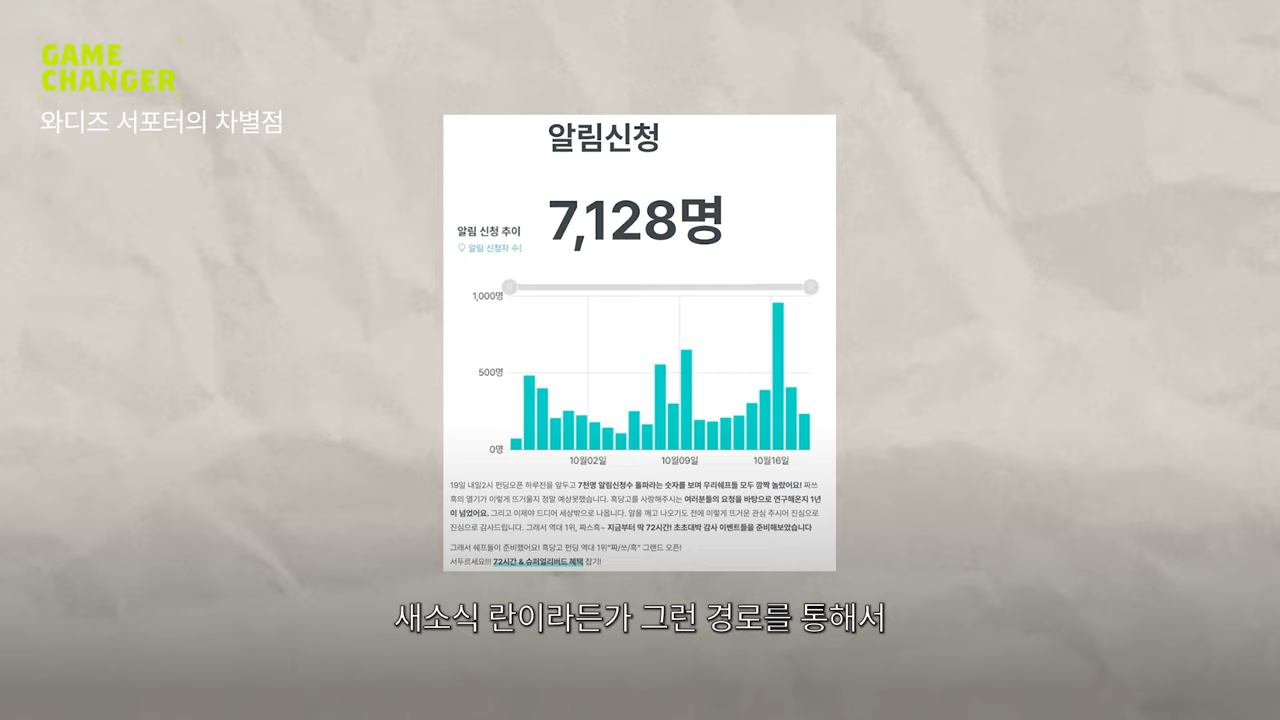 GAME
CHANGER
와디즈 서포터의 차별점
알림신청
7,128명
알림 신청 추이
알림 신청자 수!
1,000명
500명
0명
10월02일
10월09일
10월16일
19일 내일2시 펀딩오픈 하루전을 앞두고 7천명 알림신청수 돌파라는 숫자를 보며 우리쉐프들 모두 깜짝 놀랐어요! 짜쓰
흑의 열기가 이렇게 뜨거울지 정말 예상못했습니다. 흑당고를 사랑해주시는 여러분들의 요청을 바탕으로 연구해온지 1년
이 넘었어요. 그리고 이제야 드디어 세상밖으로 나옵니다. 알을 깨고 나오기도 전에 이렇게 뜨거운 관심 주시어 진심으로
진심으로 감사드립니다. 그래서 역대 1위, 짜스흑~ 지금부터 딱 72시간! 초초대박 감사 이벤트들을 준비해보았습니다
그래서 쉐프들이 준비했어요! 흑당고 펀딩 역대 1위"짜/쓰/흑" 그랜드 오픈!
서두르세요!!! 72시간 & 슈퍼얼리버드 혜택 잡기!
새소식 란이라든가 그런 경로를 통해서